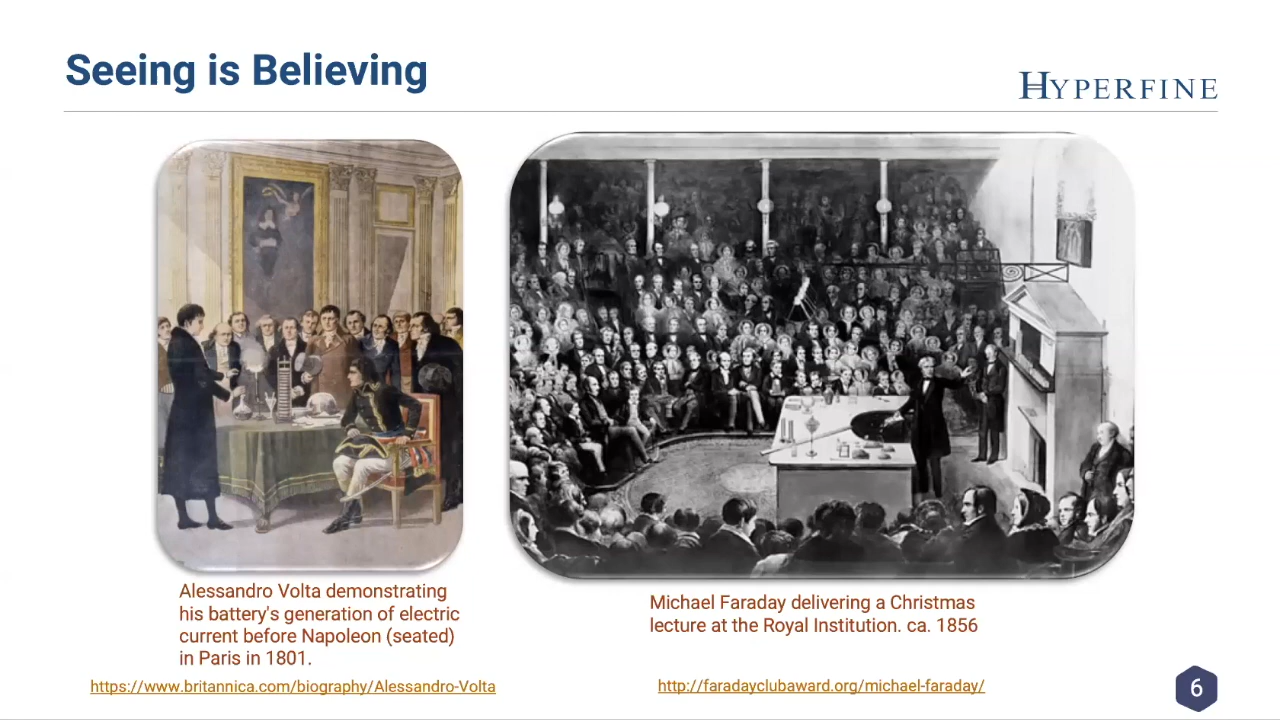 Seeing is Believing
HYPERFINE
Alessandro Volta demonstrating
his battery's generation of electric
current before Napoleon (seated)
in Paris in 1801.
https://www.britannica.com/biography/Alessandro-Volta
Michael Faraday delivering a Christmas
lecture at the Royal Institution. ca. 1856
http://faradayclubaward.org/michael-faraday/
6